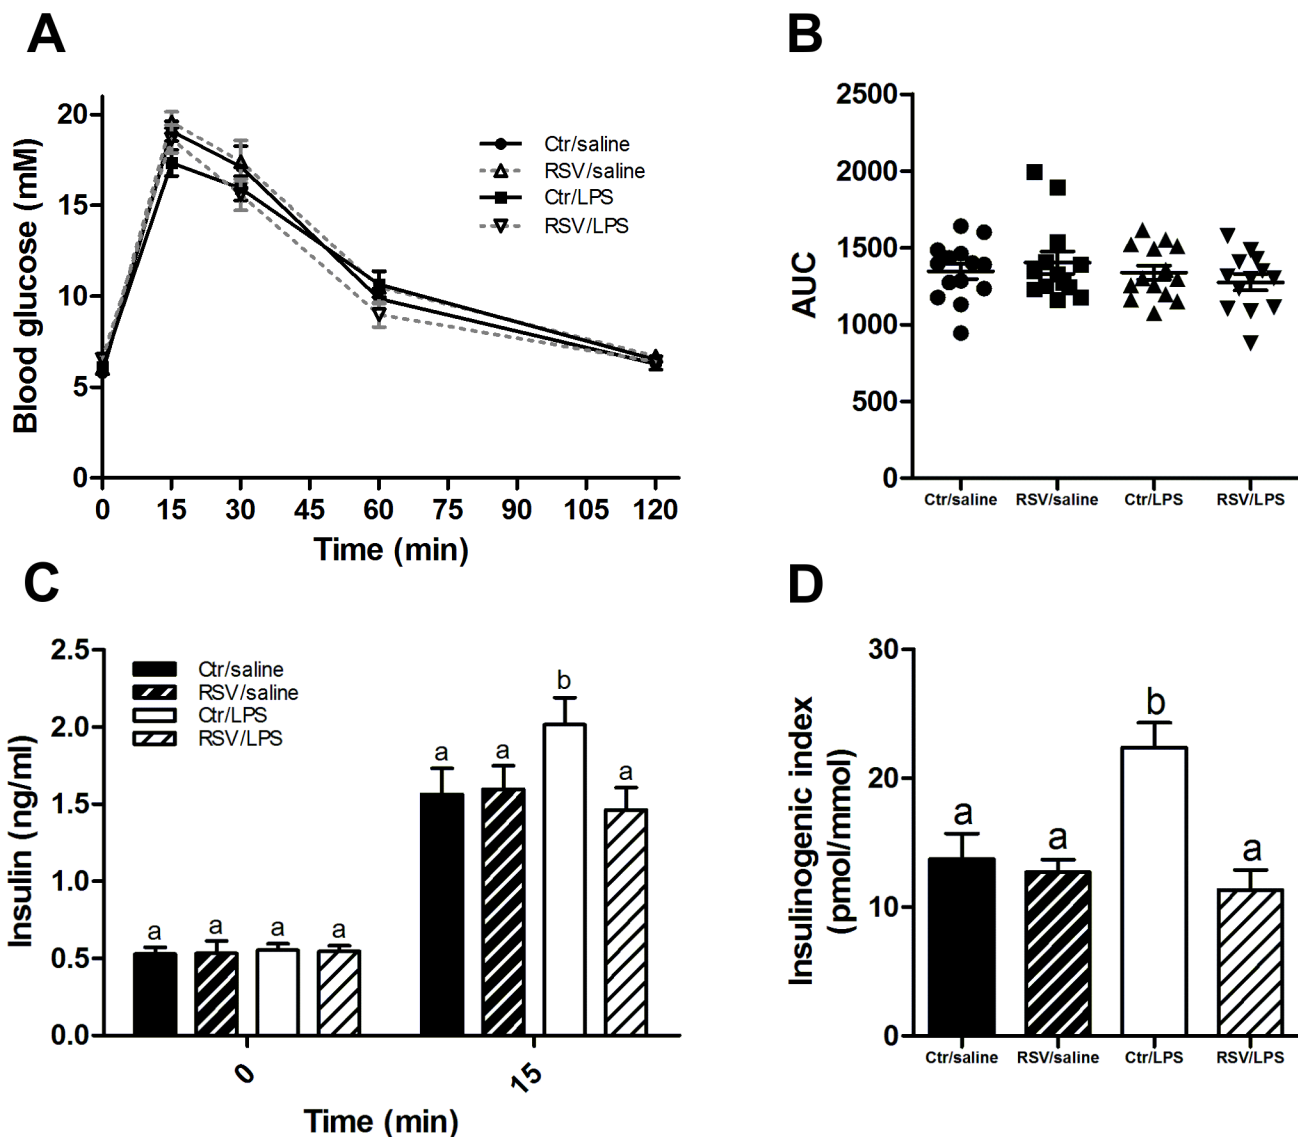 A
Blood glucose (mM)
20
15
10
5
0
0 15 30 45 60 75 90 105 120
Time (min)
Ctr/saline
RSV/saline
Ctr/LPS
RSV/LPS
B
AUC
2500
2000
1500
1000
500
0
Ctr/saline RSV/saline Ctr/LPS RSV/LPS
C
Insulin (ng/ml)
2.5
2.0
1.5
1.0
0.5
0.0
Ctr/saline
RSV/saline
Ctr/LPS
RSV/LPS
a a a a
a a b a
0 15
Time (min)
D
Insulinogenic index
(pmol/mmol)
30
20
10
0
a a b a
Ctr/saline RSV/saline Ctr/LPS RSV/LPS